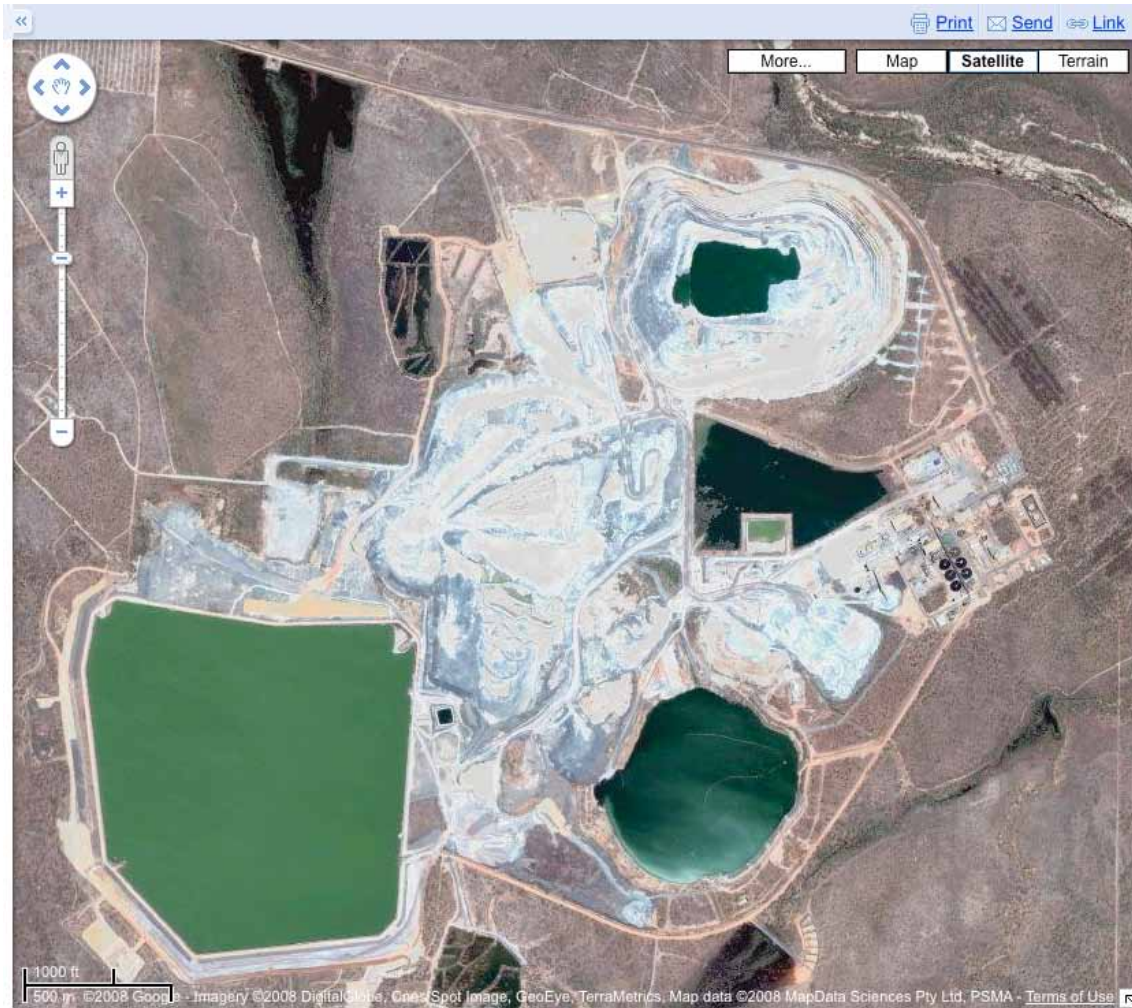 «
Print Send Link
More... Map Satellite Terrain
1000 ft
500 m ©2008 Google - Imagery ©2008 DigitalGlobe, Cnes/Spot Image, GeoEye, TerraMetrics, Map data ©2008 MapData Sciences Pty Ltd, PSMA - Terms of Use